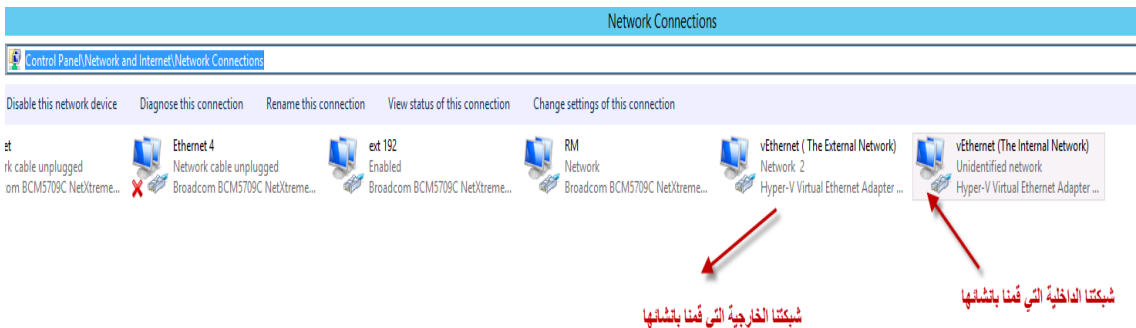 Network Connections
Control Panel\Network and Internet\Network Connections
Disable this network device Diagnose this connection Rename this connection View status of this connection Change settings of this connection
et Ethernet 4 ext 192 RM vEthernet ( The External Network) vEthernet (The Internal Network)
rk cable unplugged Network cable unplugged Enabled Network Network 2 Unidentified network
om BCM5709C NetXtreme... Broadcom BCM5709C NetXtreme... Broadcom BCM5709C NetXtreme... Broadcom BCM5709C NetXtreme... Hyper-V Virtual Ethernet Adapter ... Hyper-V Virtual Ethernet Adapter ...
شبكتنا الداخلية التي قمنا بانشائها
شبكتنا الخارجية التي قمنا بانشائها